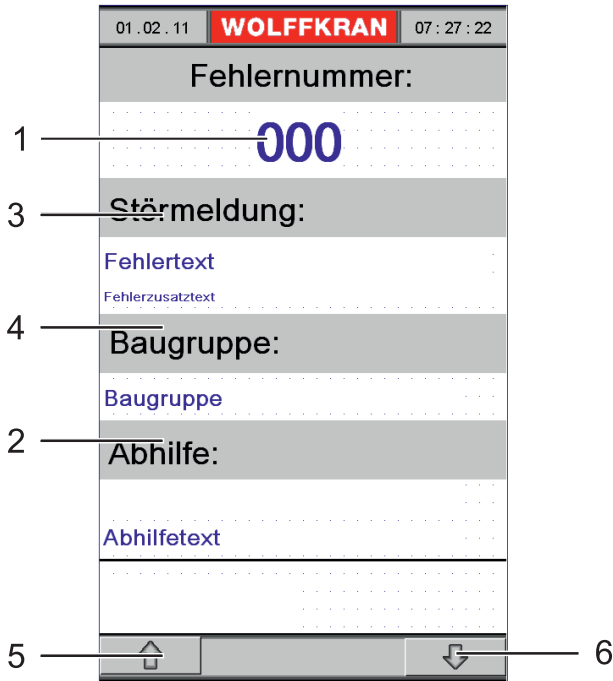 01.02.11 WOLFFKRAN 07:27:22
Fehlernummer:
1 000
3 Störmeldung:
Fehlertext
Fehlerzusatztext
4 Baugruppe:
Baugruppe
2 Abhilfe:
Abhilfetext
5 6